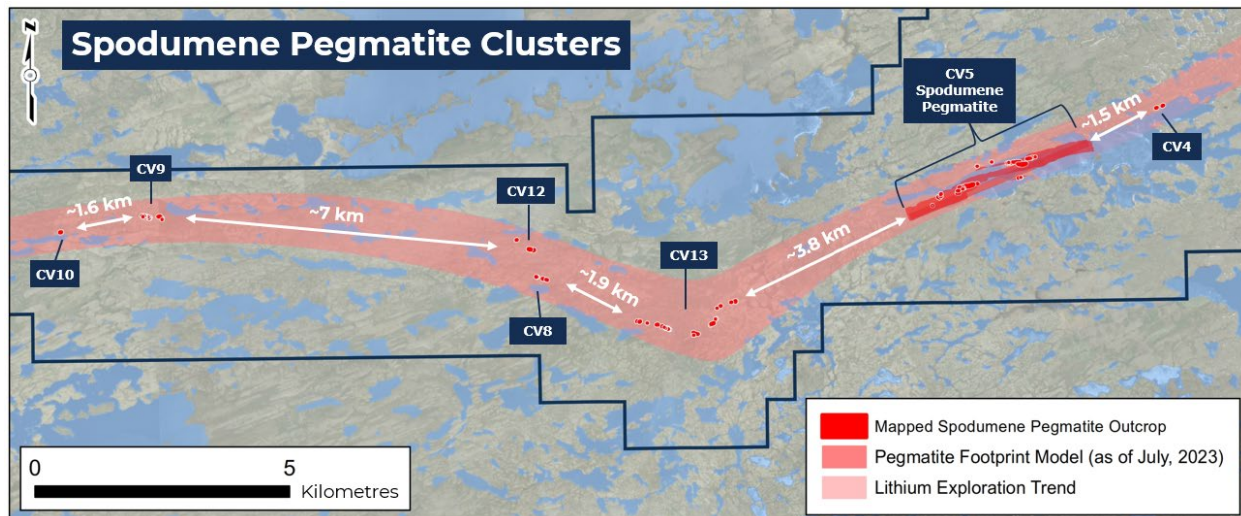 Z
Spodumene Pegmatite Clusters
CV5
Spodumene
Pegmatite
~1.5 km
CV4
CV9
~1.6 km
CV10
~7 km
CV12
CV8
~1.9 km
CV13
~3.8 km
0 5
Kilometres
Mapped Spodumene Pegmatite Outcrop
Pegmatite Footprint Model (as of July, 2023)
Lithium Exploration Trend